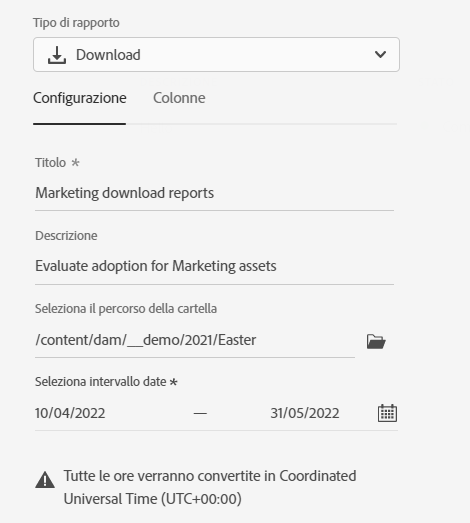 Tipo di rapporto
Download
Configurazione Colonne
Titolo *
Marketing download reports
Descrizione
Evaluate adoption for Marketing assets
Seleziona il percorso della cartella
/content/dam/__demo/2021/Easter
Seleziona intervallo date *
10/04/2022 — 31/05/2022
Tutte le ore verranno convertite in Coordinated
Universal Time (UTC+00:00)